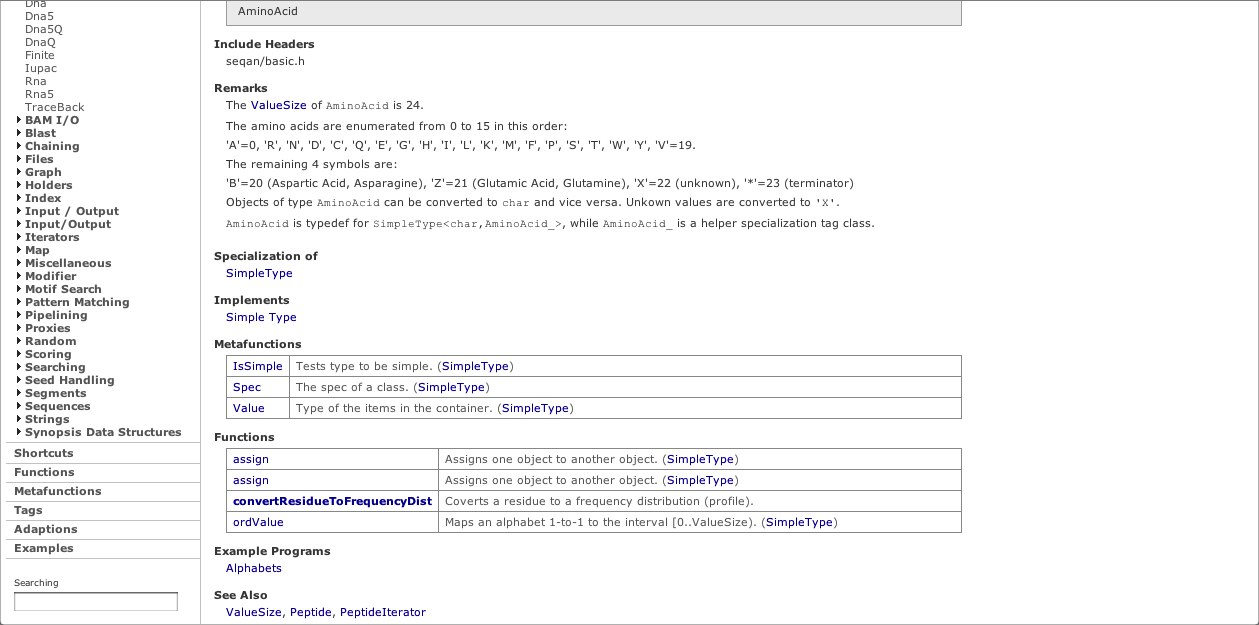 Dna
Dna5
Dna5Q
DnaQ
Finite
Iupac
Rna
Rna5
TraceBack
BAM I/O
Blast
Chaining
Files
Graph
Holders
Index
Input / Output
Input/Output
Iterators
Map
Miscellaneous
Modifier
Motif Search
Pattern Matching
Pipelining
Proxies
Random
Scoring
Searching
Seed Handling
Segments
Sequences
Strings
Synopsis Data Structures
Shortcuts
Functions
Metafunctions
Tags
Adaptions
Examples
Searching
AminoAcid
Include Headers
seqan/basic.h
Remarks
The ValueSize of AminoAcid is 24.
The amino acids are enumerated from 0 to 15 in this order:
'A'=0, 'R', 'N', 'D', 'C', 'Q', 'E', 'G', 'H', 'I', 'L', 'K', 'M', 'F', 'P', 'S', 'T', 'W', 'Y', 'V'=19.
The remaining 4 symbols are:
'B'=20 (Aspartic Acid, Asparagine), 'Z'=21 (Glutamic Acid, Glutamine), 'X'=22 (unknown), '*'=23 (terminator)
Objects of type AminoAcid can be converted to char and vice versa. Unkown values are converted to 'X'.
AminoAcid is typedef for SimpleType<char,AminoAcid_>, while AminoAcid_ is a helper specialization tag class.
Specialization of
SimpleType
Implements
Simple Type
Metafunctions
IsSimple Tests type to be simple. (SimpleType)
Spec The spec of a class. (SimpleType)
Value Type of the items in the container. (SimpleType)
Functions
assign Assigns one object to another object. (SimpleType)
assign Assigns one object to another object. (SimpleType)
convertResidueToFrequencyDist Coverts a residue to a frequency distribution (profile).
ordValue Maps an alphabet 1-to-1 to the interval [0..ValueSize). (SimpleType)
Example Programs
Alphabets
See Also
ValueSize, Peptide, PeptideIterator